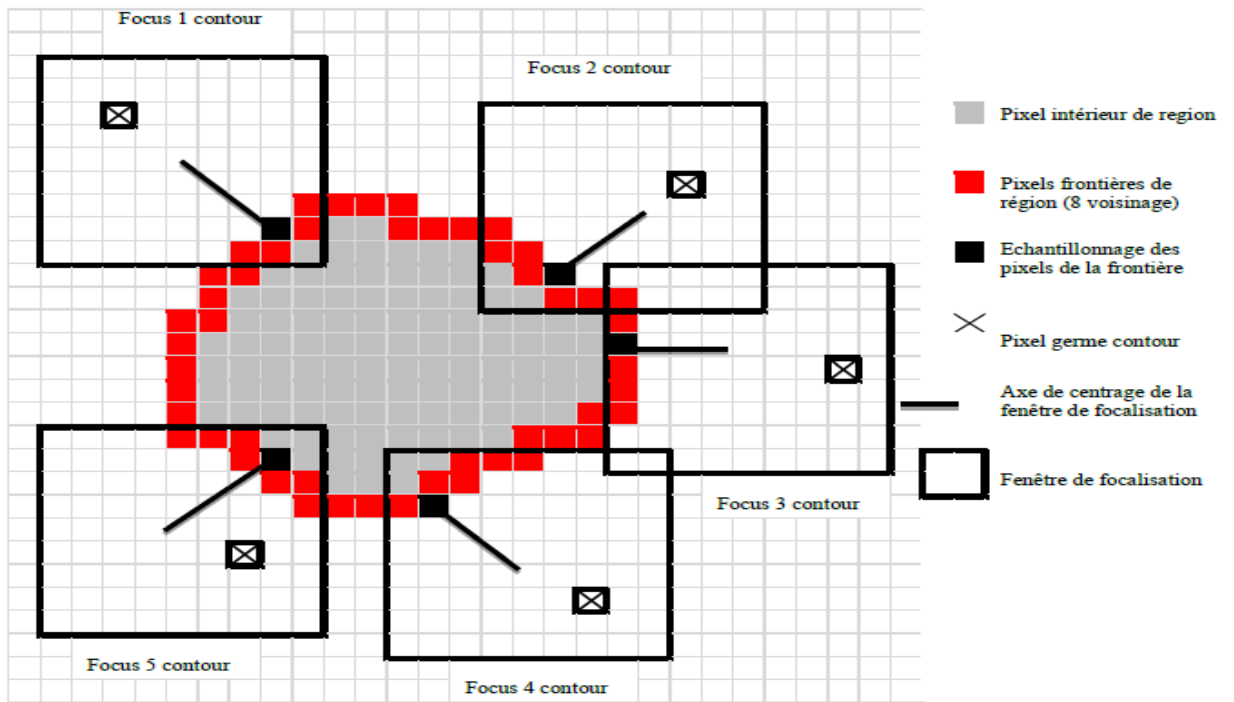 Focus 1 contour
Focus 2 contour
Pixel intérieur de region
Pixels frontières de
région (8 voisinage)
Echantillonnage des
pixels de la frontière
Pixel germe contour
Axe de centrage de la
fenêtre de focalisation
Fenêtre de focalisation
Focus 3 contour
Focus 5 contour
Focus 4 contour